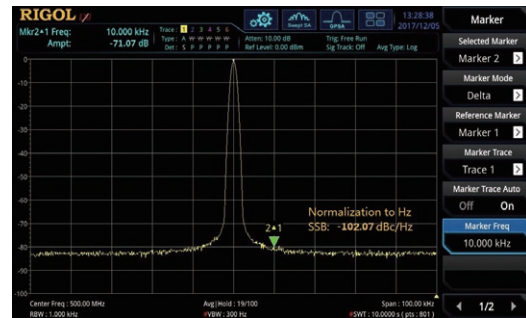 RIGOL
Mkr2▲1 Freq: 10.000 kHz
Ampt: -71.07 dB
Trace: 1 2 3 4 5 6
Type: A W W W W W
Det: S P P P P P
Swept SA
GPSA
Atten: 10.00 dB
Ref Level: 0.00 dBm
Trig: Free Run
Sig Track: Off Avg Type: Log
13:28:38
2017/12/05
0
-10
-20
-30
-40
-50
-60
-70
-80
-90
-100
Normalization to Hz
SSB: -102.07 dBc/Hz
2▲1
Center Freq : 500.00 MHz
RBW : 1.000 kHz
Avg|Hold : 19/100
#VBW : 300 Hz
Span : 100.00 kHz
#SWT : 10.0000 s ( pts : 801 )
Marker
Selected Marker
Marker 2
Marker Mode
Delta
Reference Marker
Marker 1
Marker Trace
Trace 1
Marker Trace Auto
Off On
Marker Freq
10.000 kHz
1/2